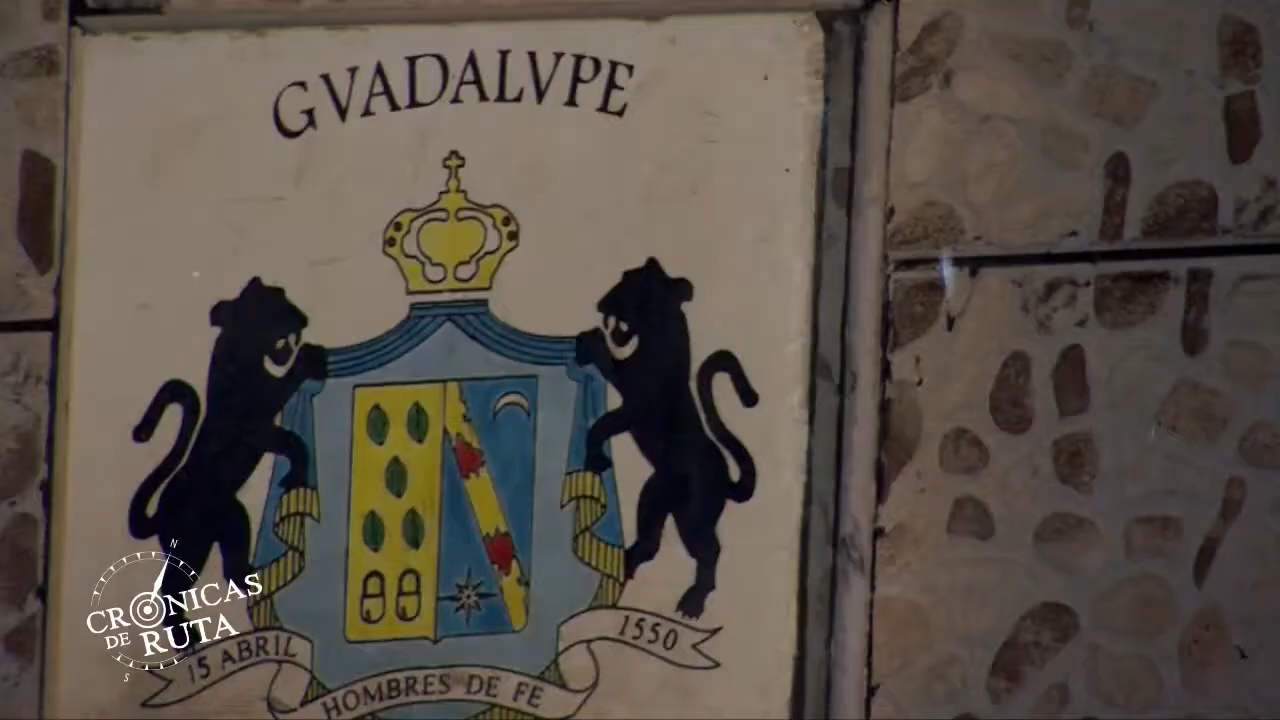 GVADALVPE
15 ABRIL
HOMBRES DE FE
1550
N
CRONICAS
DE RUTA
S